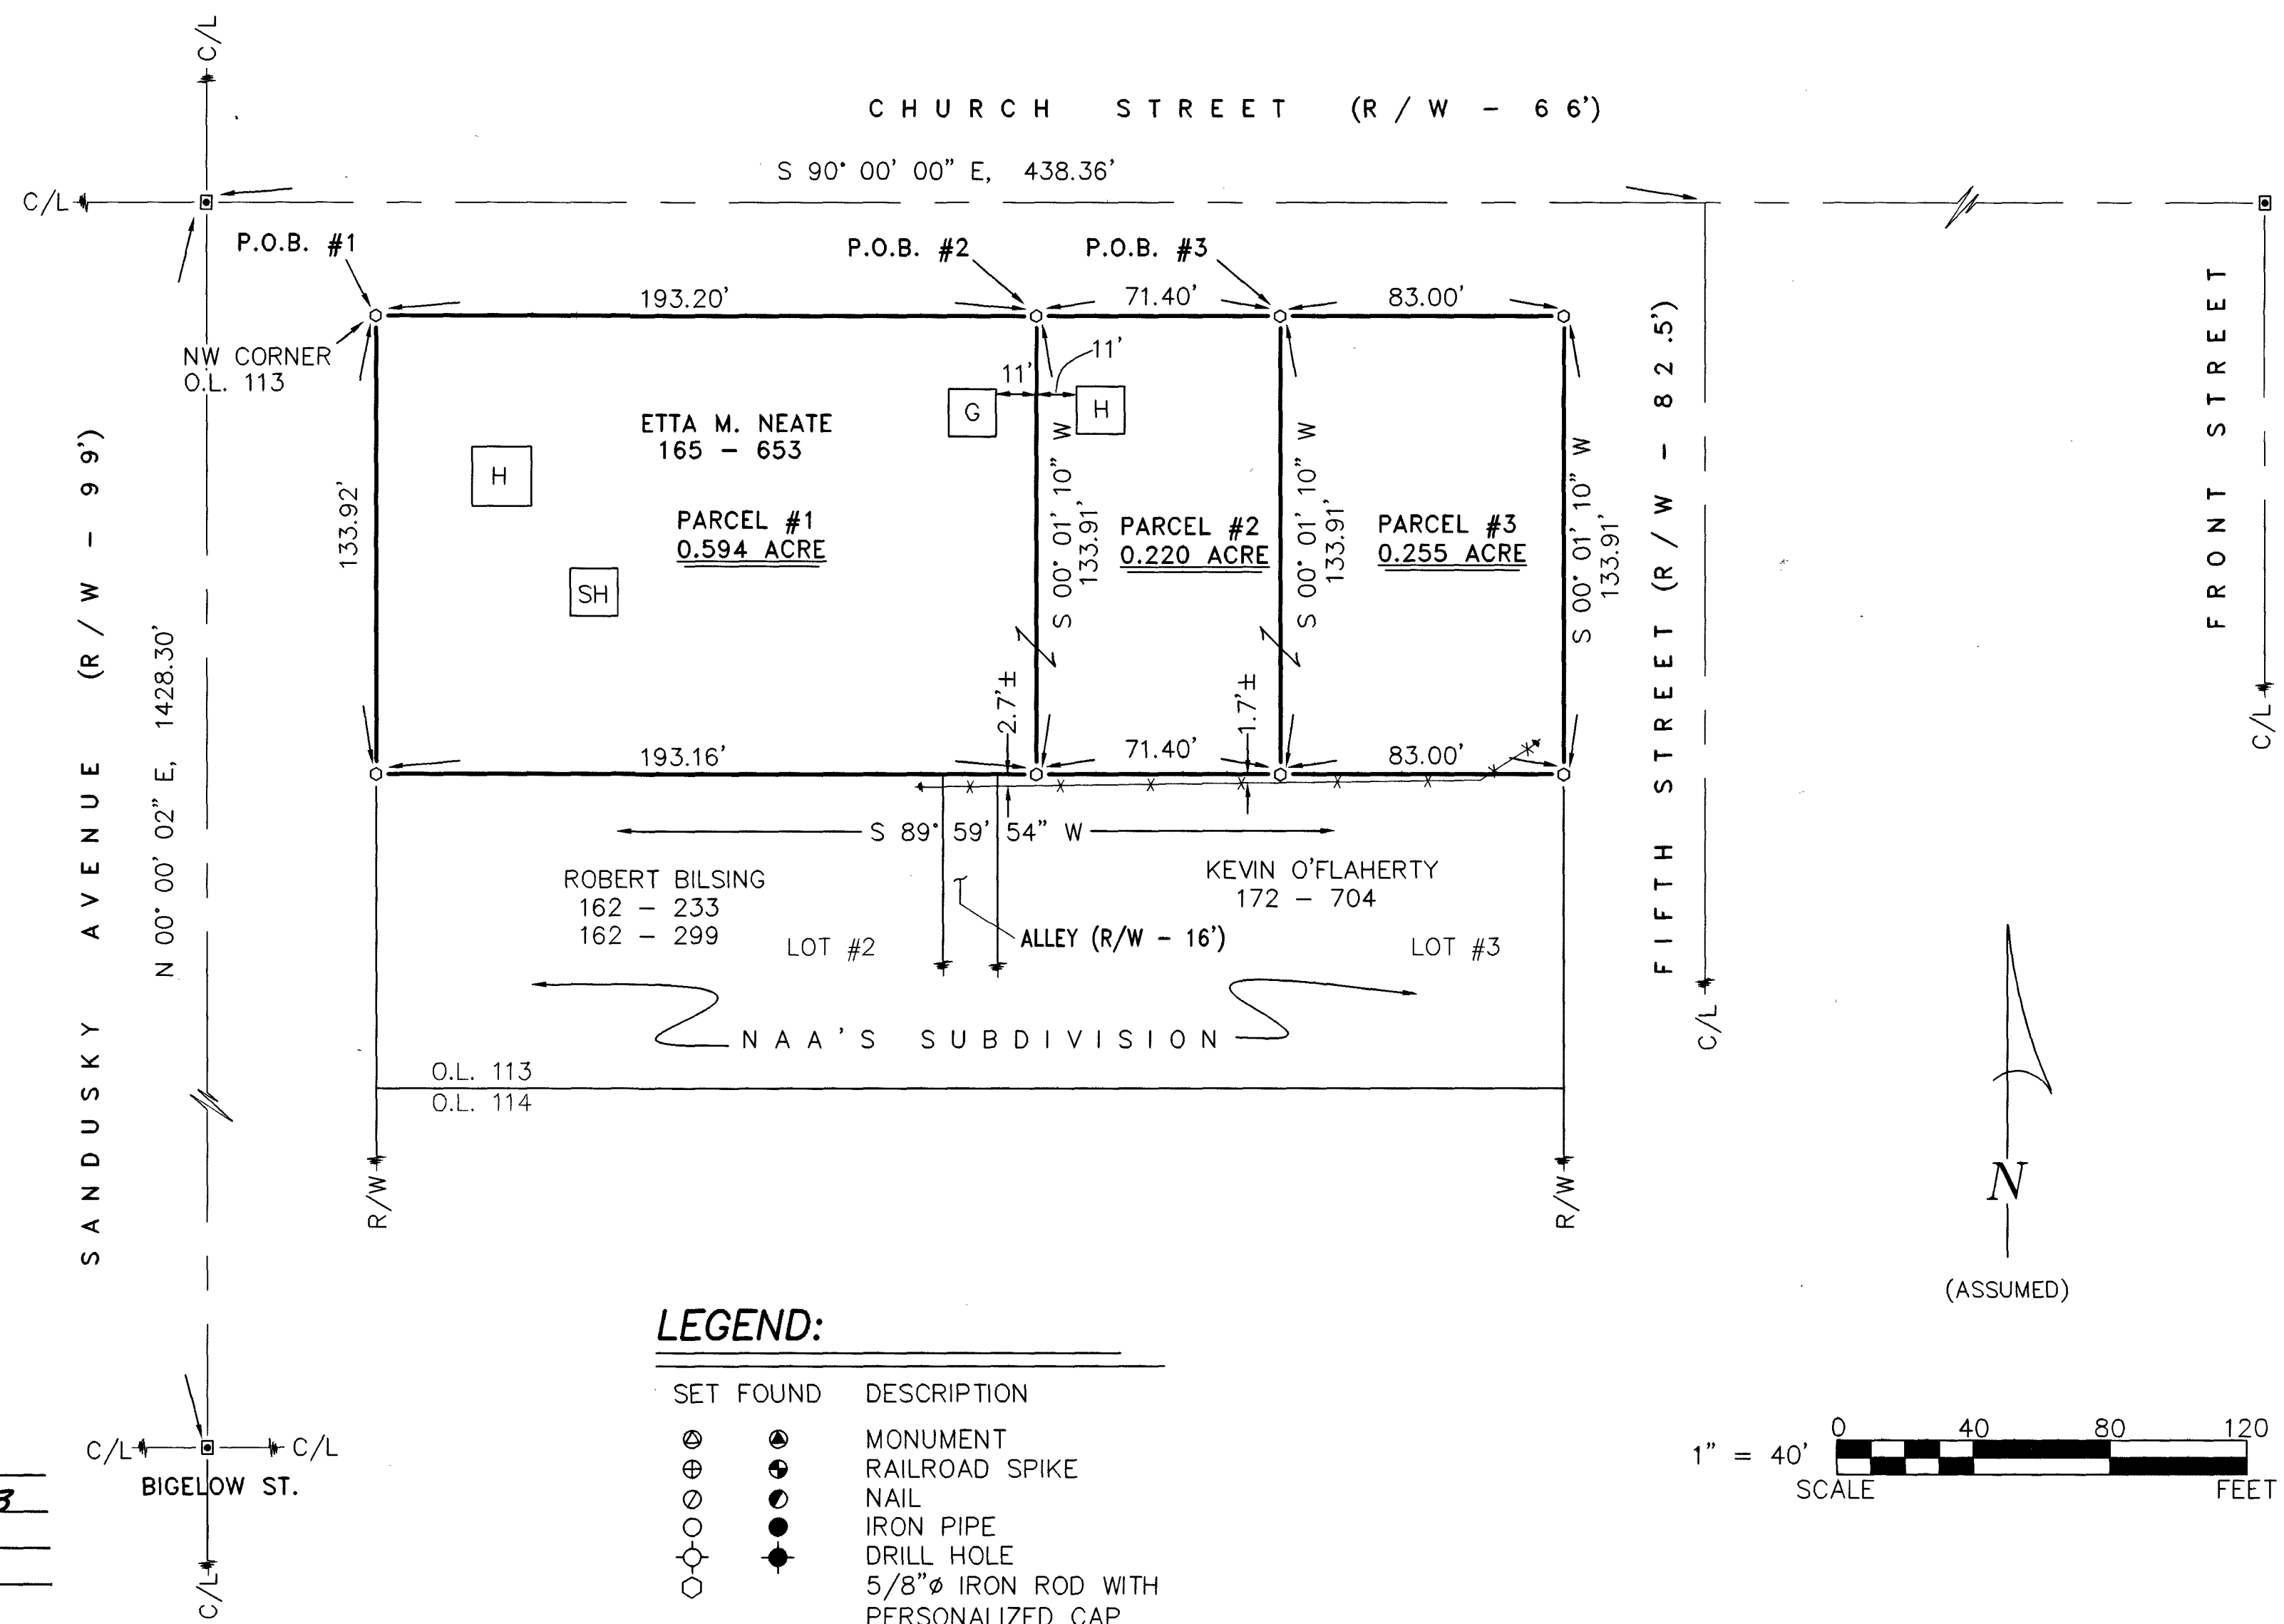 C/L
CHURCH STREET (R/W - 66')
S 90° 00' 00" E, 438.36'
C/L
P.O.B. #1
P.O.B. #2
P.O.B. #3
193.20'
71.40'
83.00'
NW CORNER
O.L. 113
11'
11'
G
H
ETTA M. NEATE
165 - 653
H
PARCEL #1
0.594 ACRE
SH
133.92'
S 00° 01' 10" W
133.91'
PARCEL #2
0.220 ACRE
S 00° 01' 10" W
133.91'
PARCEL #3
0.255 ACRE
S 00° 01' 10" W
133.91'
SANDUSKY AVENUE (R/W - 99')
N 00° 00' 02" E, 1428.30'
FIFTH STREET (R/W - 82.5')
FRONT STREET
C/L
2.7'±
1.7'±
193.16'
71.40'
83.00'
S 89° 59' 54" W
ROBERT BILSING
162 - 233
162 - 299
KEVIN O'FLAHERTY
172 - 704
LOT #2
ALLEY (R/W - 16')
LOT #3
C/L
NAA'S SUBDIVISION
O.L. 113
O.L. 114
R/W
R/W
N
(ASSUMED)
LEGEND:
SET FOUND DESCRIPTION
MONUMENT
RAILROAD SPIKE
NAIL
IRON PIPE
DRILL HOLE
5/8"ø IRON ROD WITH
PERSONALIZED CAP
C/L
C/L
BIGELOW ST.
C/L
0 40 80 120
1" = 40'
SCALE
FEET